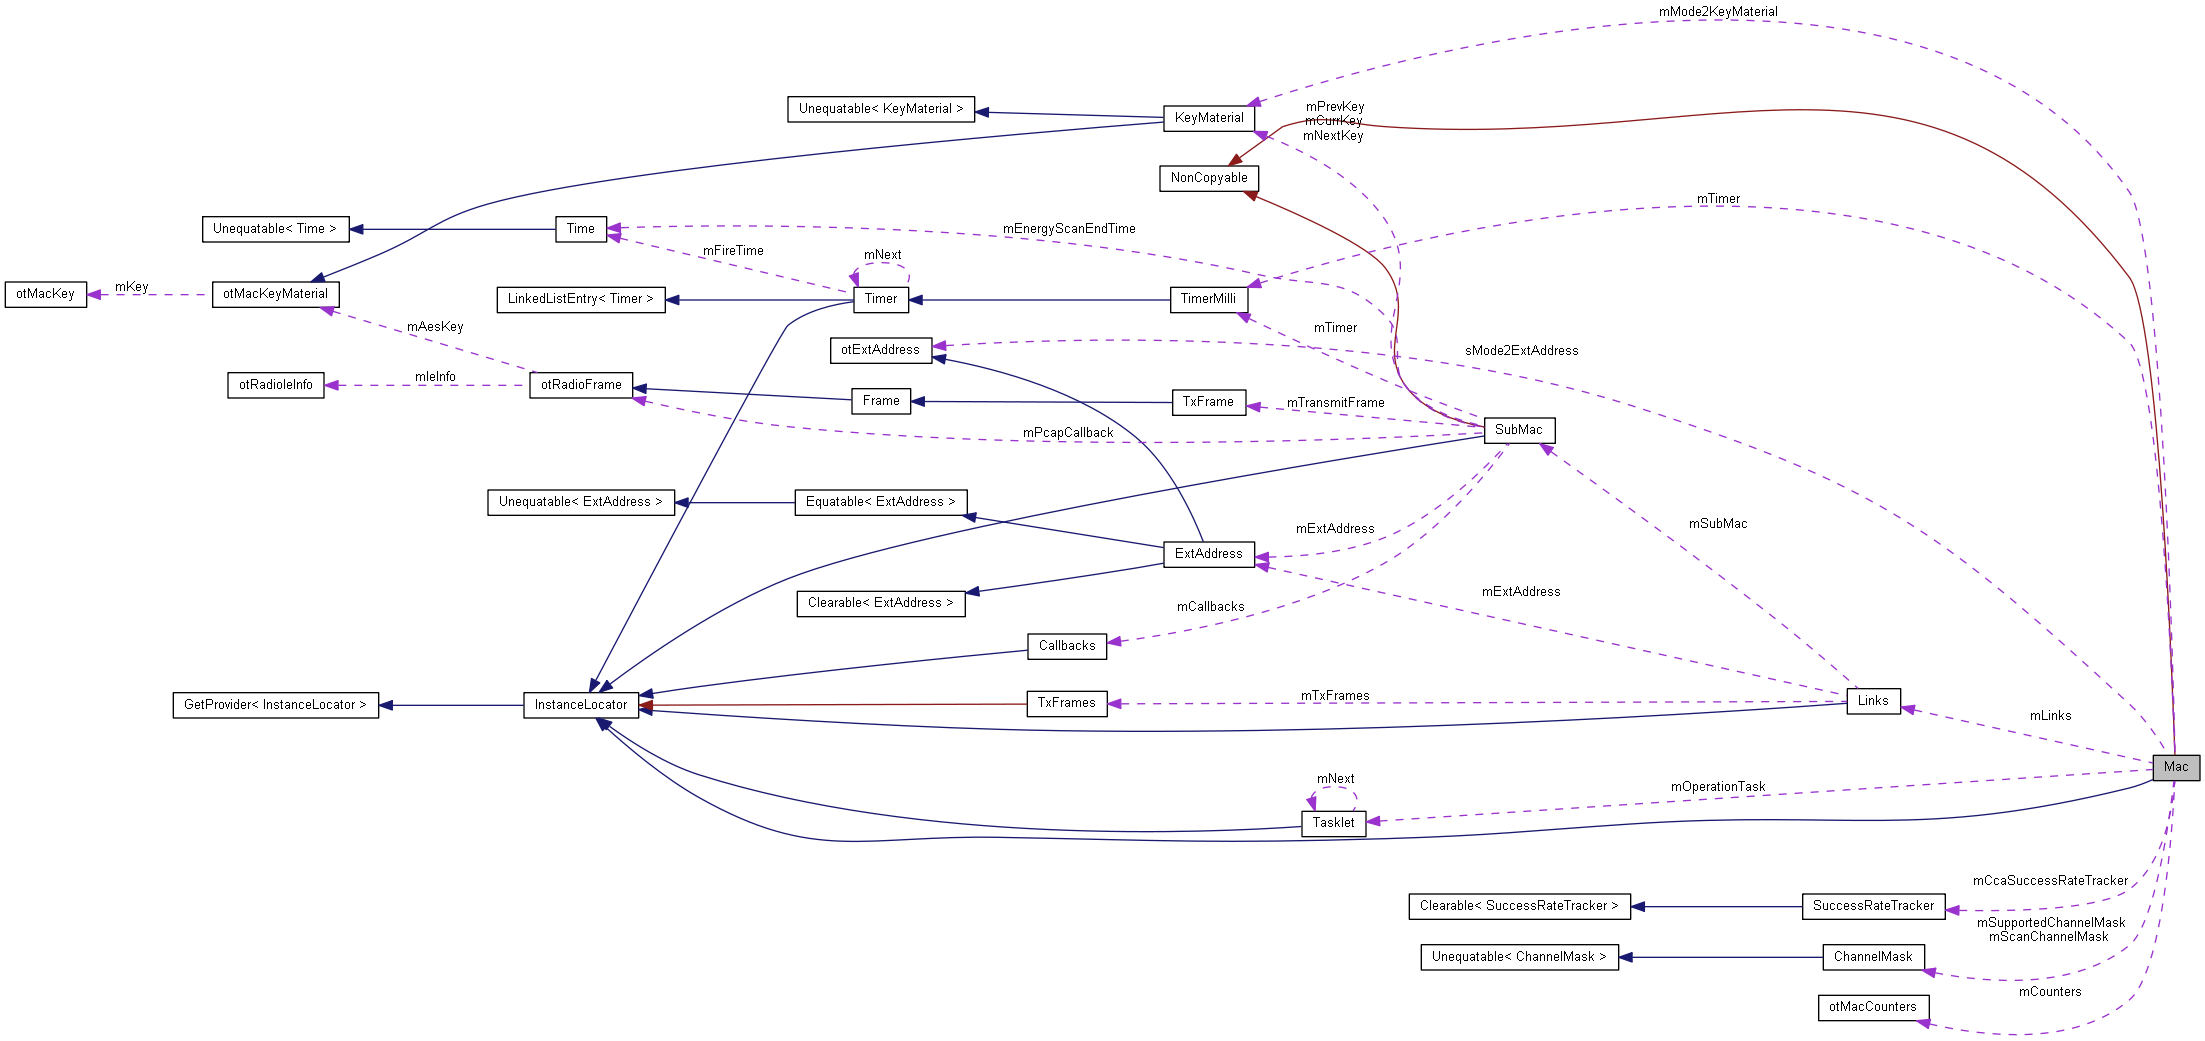 mMode2KeyMaterial
Unequatable< KeyMaterial >
KeyMaterial
mPrevKey
mCurrKey
mNextKey
NonCopyable
mTimer
Unequatable< Time >
Time
mEnergyScanEndTime
mFireTime
mNext
otMacKey
mKey
otMacKeyMaterial
LinkedListEntry< Timer >
Timer
TimerMilli
mAesKey
mTimer
otExtAddress
sMode2ExtAddress
otRadioIeInfo
mIeInfo
otRadioFrame
Frame
TxFrame
mTransmitFrame
mPcapCallback
SubMac
Unequatable< ExtAddress >
Equatable< ExtAddress >
mExtAddress
mSubMac
ExtAddress
Clearable< ExtAddress >
mCallbacks
mExtAddress
Callbacks
GetProvider< InstanceLocator >
InstanceLocator
TxFrames
mTxFrames
Links
mLinks
Mac
mNext
mOperationTask
Tasklet
mCcaSuccessRateTracker
Clearable< SuccessRateTracker >
SuccessRateTracker
mSupportedChannelMask
mScanChannelMask
Unequatable< ChannelMask >
ChannelMask
mCounters
otMacCounters